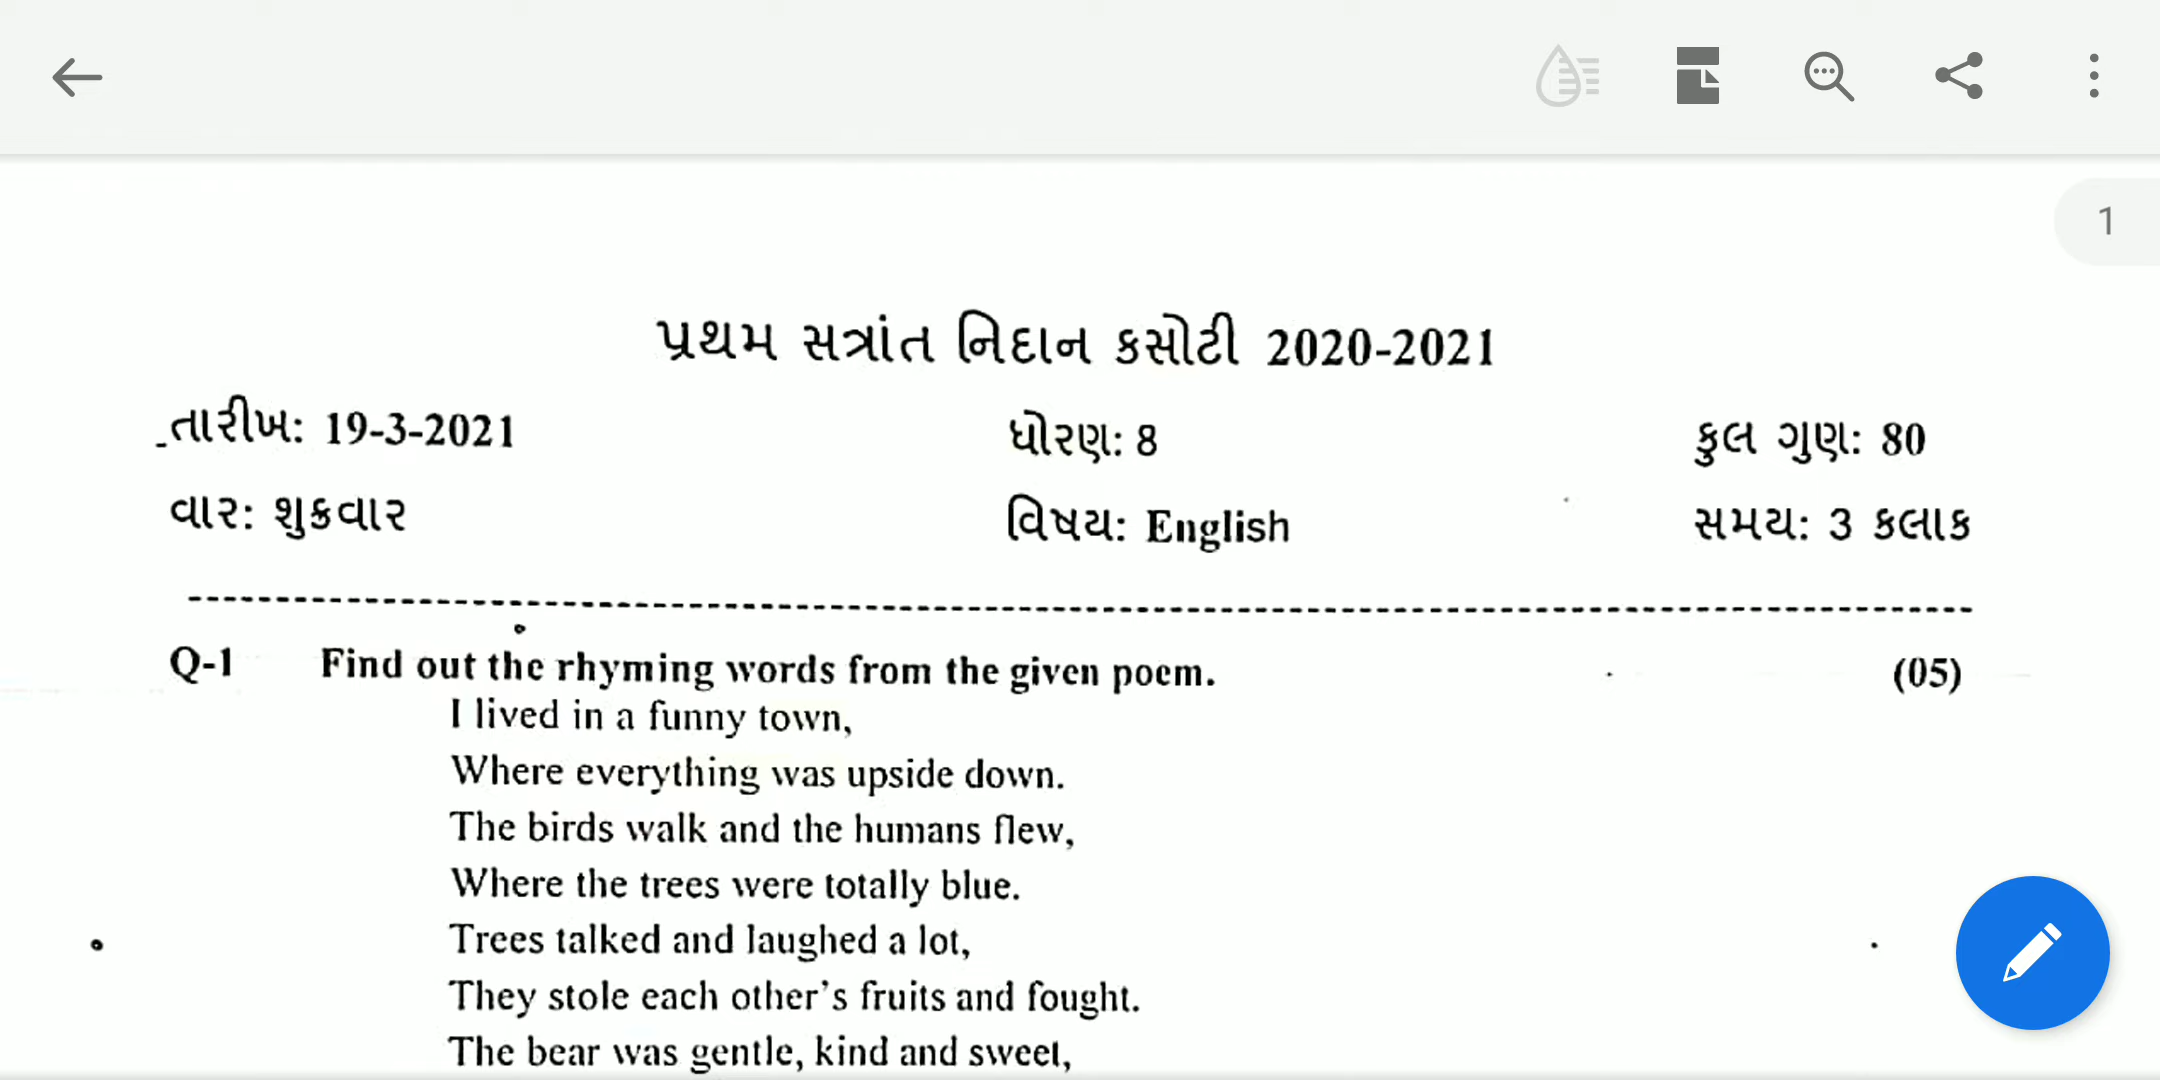 1
પ્રથમ સત્રાંત નિદાન કસોટી 2020-2021
તારીખ: 19-3-2021 ધોરણ: 8 કુલ ગુણ: 80
વાર: શુક્રવાર વિષય: English સમય: 3 કલાક
Q-1 Find out the rhyming words from the given poem. (05)
I lived in a funny town,
Where everything was upside down.
The birds walk and the humans flew,
Where the trees were totally blue.
Trees talked and laughed a lot,
They stole each other’s fruits and fought.
The bear was gentle, kind and sweet,